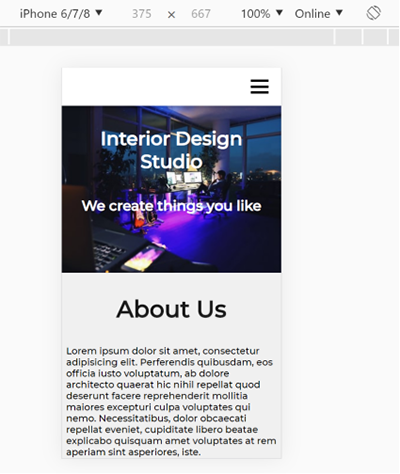 iPhone 6/7/8 ▼ 375 × 667 100% ▼ Online ▼
Interior Design
Studio
We create things you like
About Us
Lorem ipsum dolor sit amet, consectetur
adipisicing elit. Perferendis quibusdam, eos
officia iusto voluptatum, ab dolore
architecto quaerat hic nihil repellat quod
deserunt facere reprehenderit mollitia
maiores excepturi culpa voluptates qui
nemo. Necessitatibus, dolor obcaecati
repellat eveniet, cupiditate libero beatae
explicabo quisquam amet voluptates at rem
aperiam sint asperiores, iste.